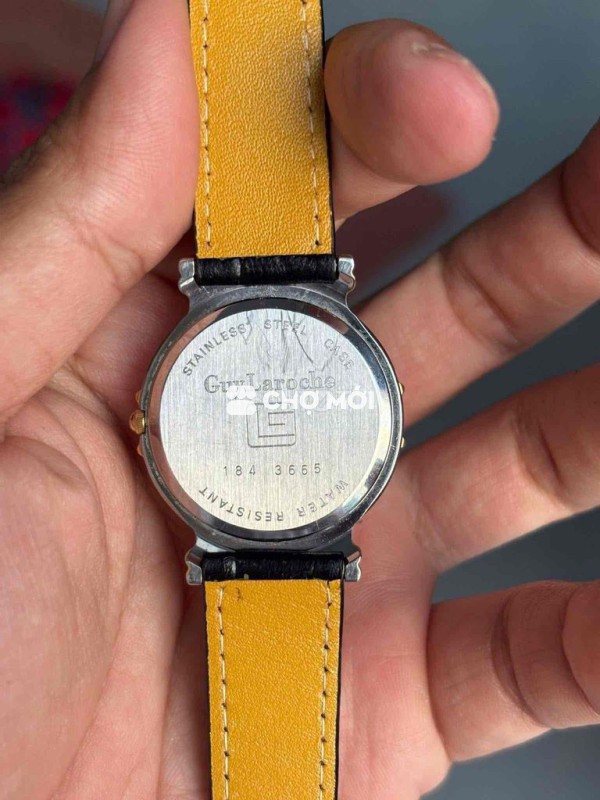 STAINLESS STEEL CASE
Guy Laroche
CHỢ MỚI
184 3665
WATER RESISTANT